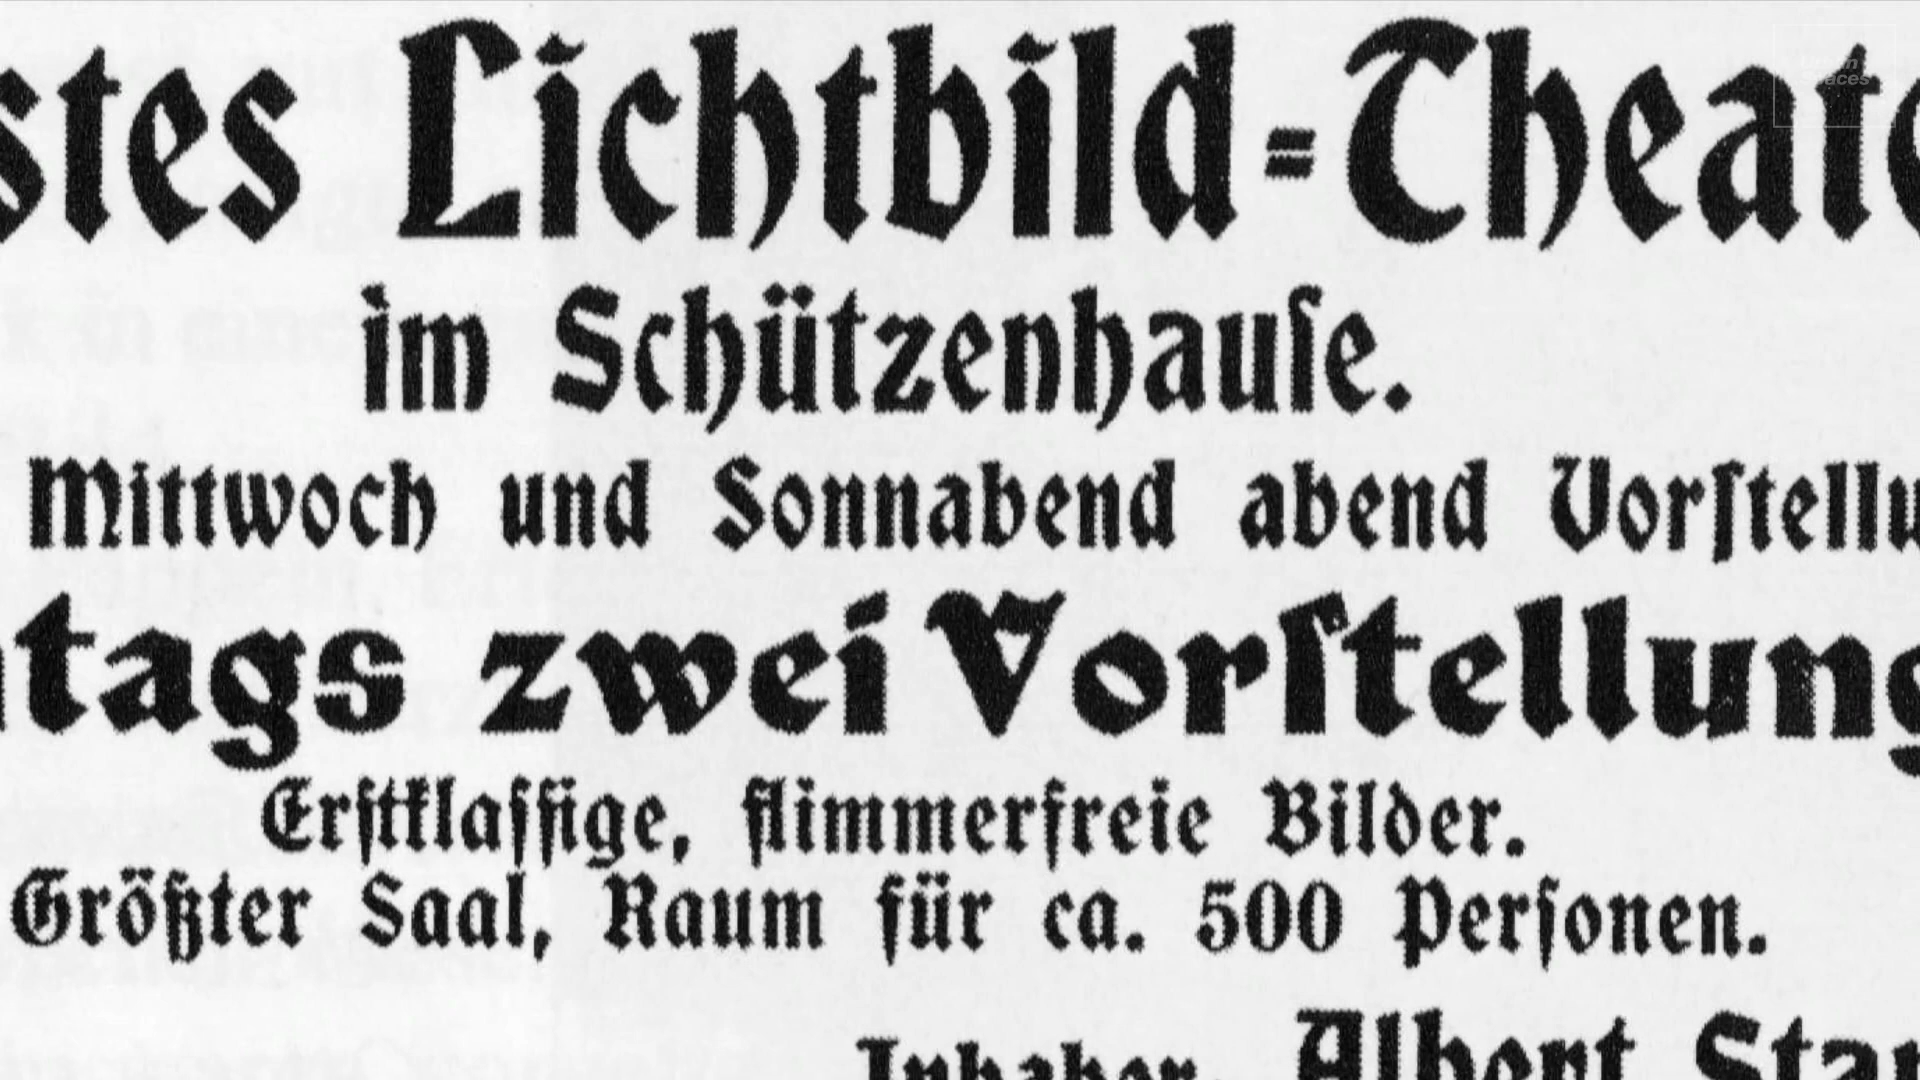 stes Lichtbild=Theate
im Schützenhauſe.
Mittwoch und Sonnabend abend Vorſtellu
ntags zwei Vorſtellung
Erſtklaſſige, flimmerfreie Bilder.
Größter Saal, Raum für ca. 500 Perſonen.
Inhaber Albert Star